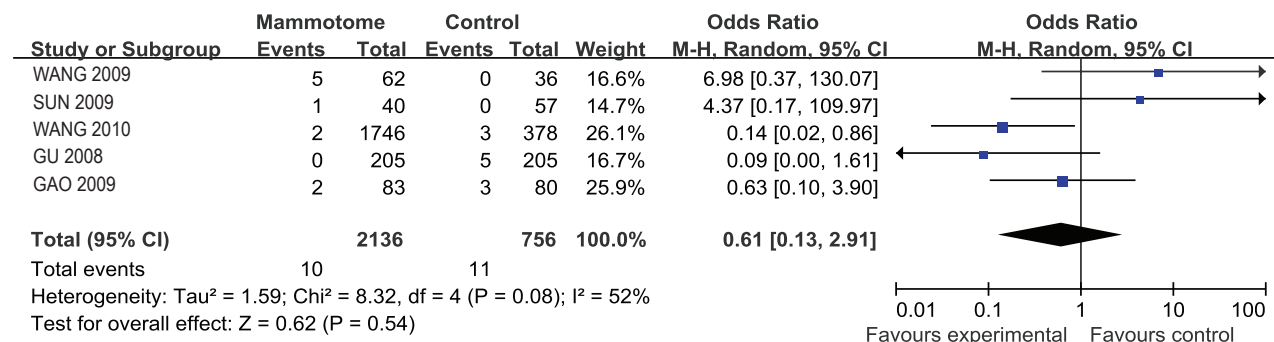 Mammotome Control Odds Ratio Odds Ratio
Study or Subgroup Events Total Events Total Weight M-H, Random, 95% CI M-H, Random, 95% CI
WANG 2009 5 62 0 36 16.6% 6.98 [0.37, 130.07]
SUN 2009 1 40 0 57 14.7% 4.37 [0.17, 109.97]
WANG 2010 2 1746 3 378 26.1% 0.14 [0.02, 0.86]
GU 2008 0 205 5 205 16.7% 0.09 [0.00, 1.61]
GAO 2009 2 83 3 80 25.9% 0.63 [0.10, 3.90]
Total (95% CI) 2136 756 100.0% 0.61 [0.13, 2.91]
Total events 10 11
Heterogeneity: Tau² = 1.59; Chi² = 8.32, df = 4 (P = 0.08); I² = 52%
Test for overall effect: Z = 0.62 (P = 0.54)
0.01 0.1 1 10 100
Favours experimental Favours control